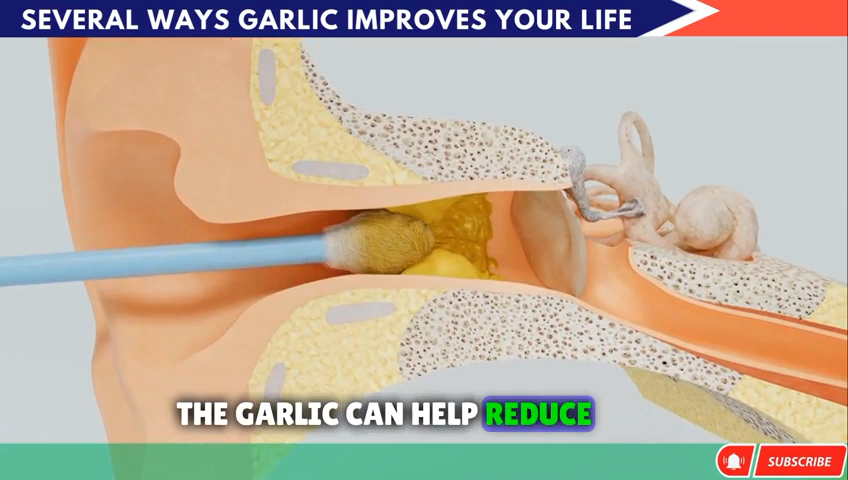 SEVERAL WAYS GARLIC IMPROVES YOUR LIFE
THE GARLIC CAN HELP REDUCE
SUBSCRIBE